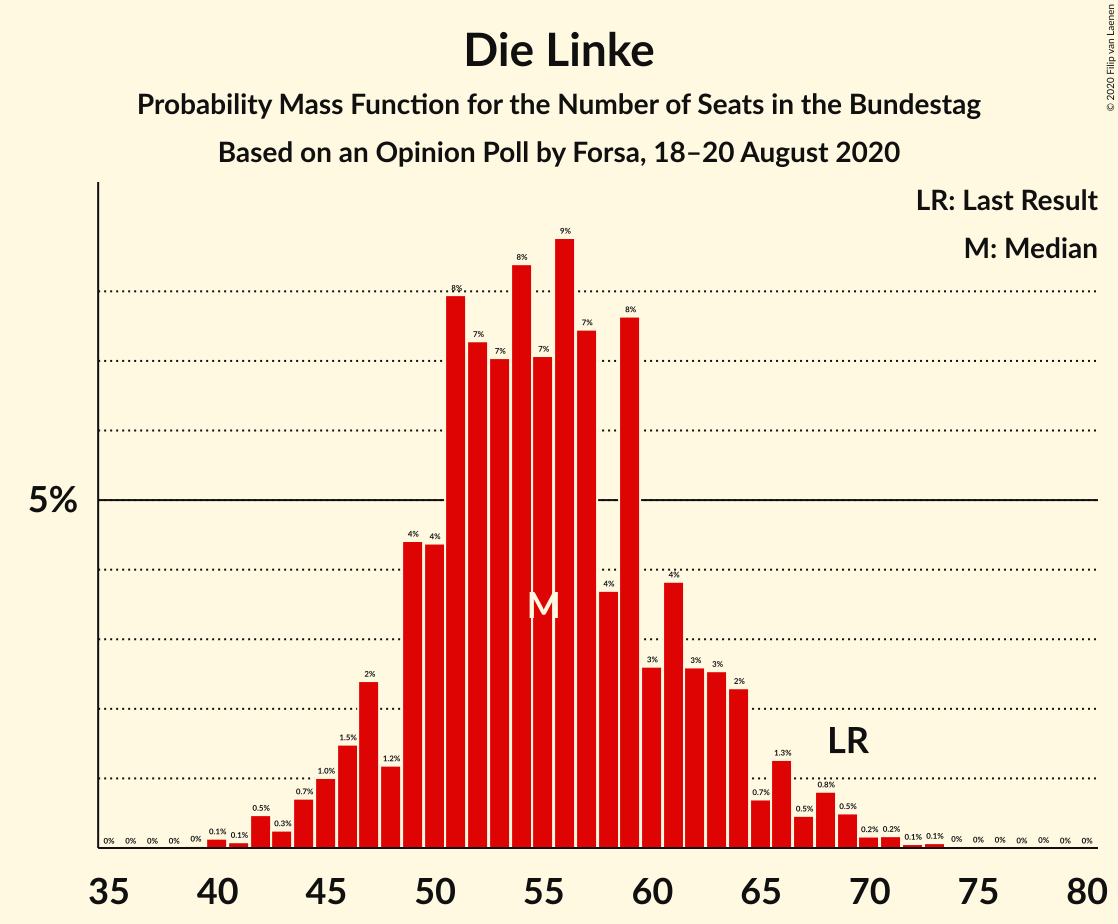 Die Linke
Probability Mass Function for the Number of Seats in the Bundestag
Based on an Opinion Poll by Forsa, 18–20 August 2020
© 2020 Filip van Laenen
LR: Last Result
M: Median
5%
0% 0% 0% 0% 0% 0.1% 0.1% 0.5% 0.3% 0.7% 1.0% 1.5% 2% 1.2% 4% 4% 8% 7% 7% 8% 7% 9% 7% 4% 8% 3% 4% 3% 3% 2% 0.7% 1.3% 0.5% 0.8% 0.5% 0.2% 0.2% 0.1% 0.1% 0% 0% 0% 0% 0% 0% 0%
M
LR
35 40 45 50 55 60 65 70 75 80